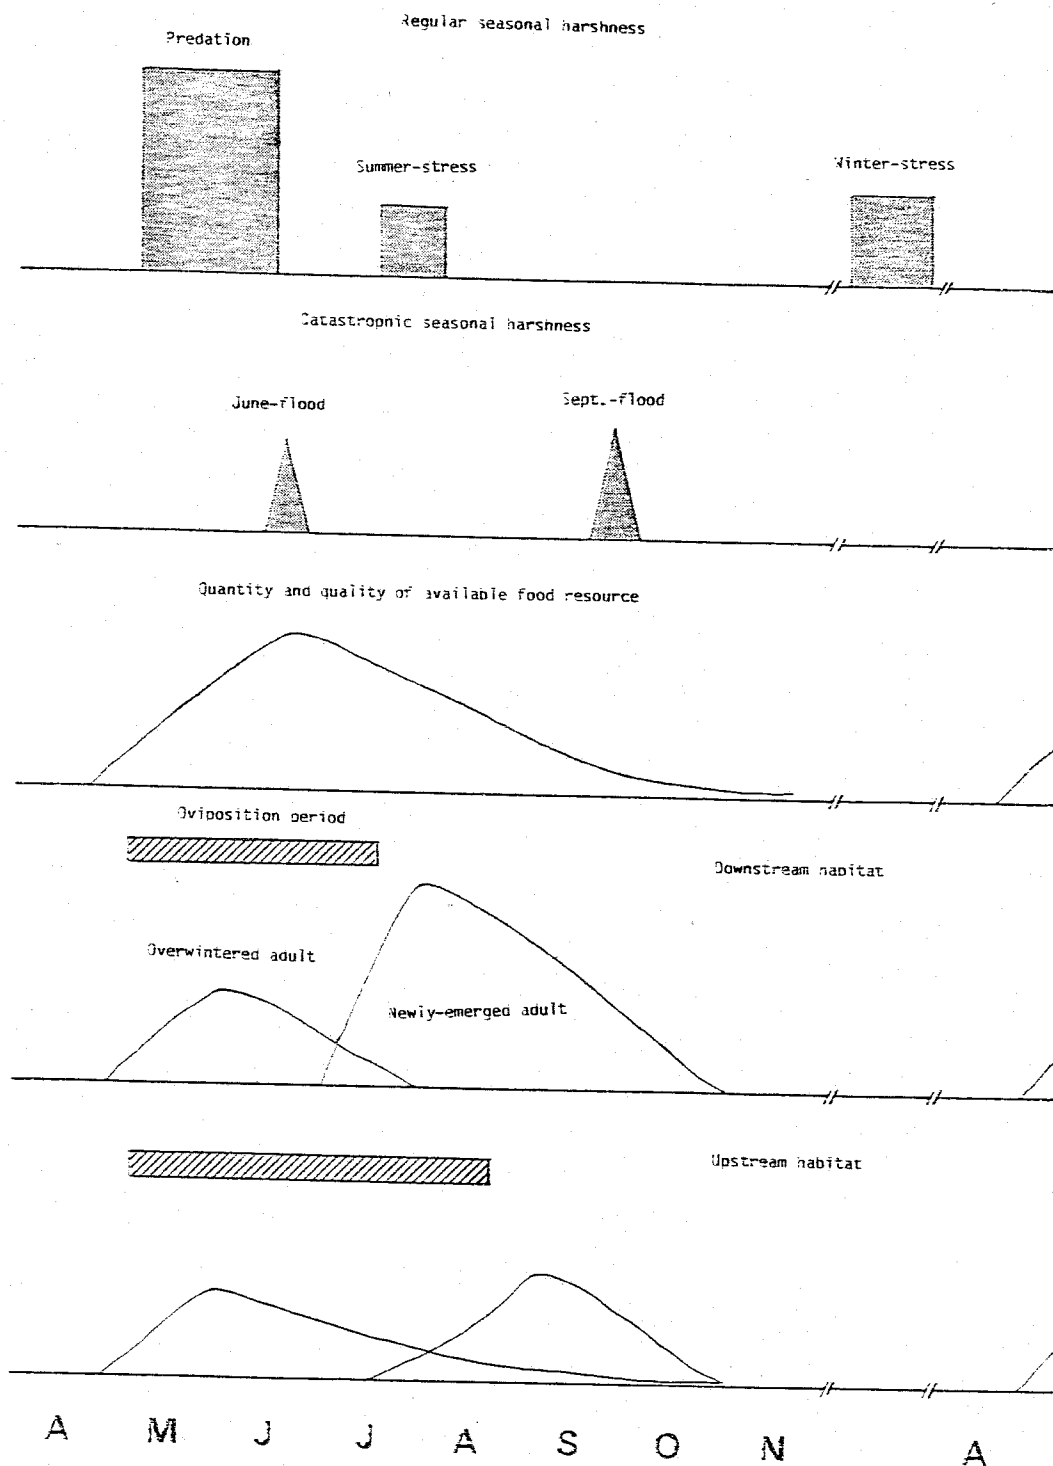 Regular seasonal harshness
Predation
Summer-stress
Winter-stress
Catastropnic seasonal harshness
June-flood
Sept.-flood
Quantity and quality of available food resource
Oviposition period
Downstream habitat
Overwintered adult
Newly-emerged adult
Upstream habitat
A M J J A S O N A